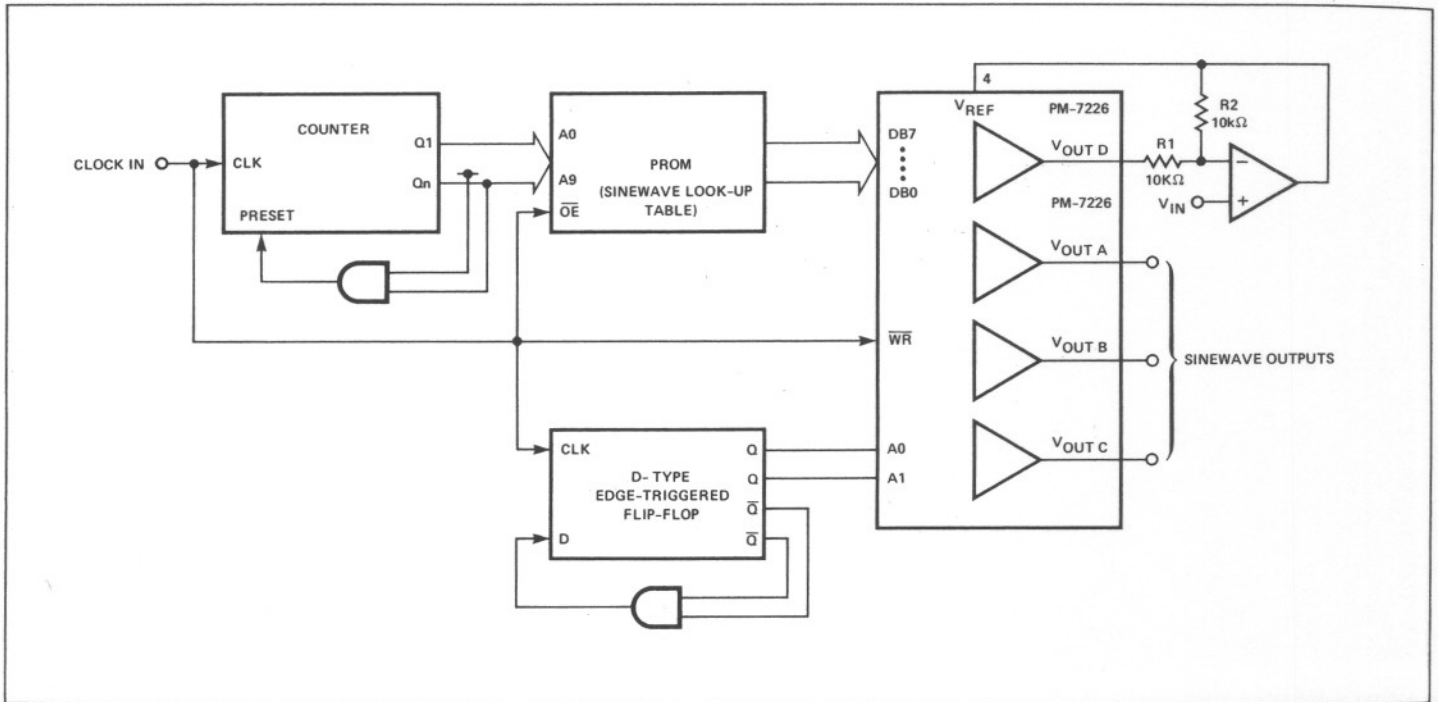 CLOCK IN
COUNTER
CLK
Q1
Qn
PRESET
A0
A9
OE
PROM
(SINEWAVE LOOK-UP
TABLE)
4
VREF
PM-7226
DB7
DB0
VOUT D
R1
10KΩ
R2
10kΩ
VIN
−
+
PM-7226
VOUT A
WR
VOUT B
SINEWAVE OUTPUTS
VOUT C
A0
A1
CLK
D-TYPE
EDGE-TRIGGERED
FLIP-FLOP
D
Q
Q
Q̅
Q̅